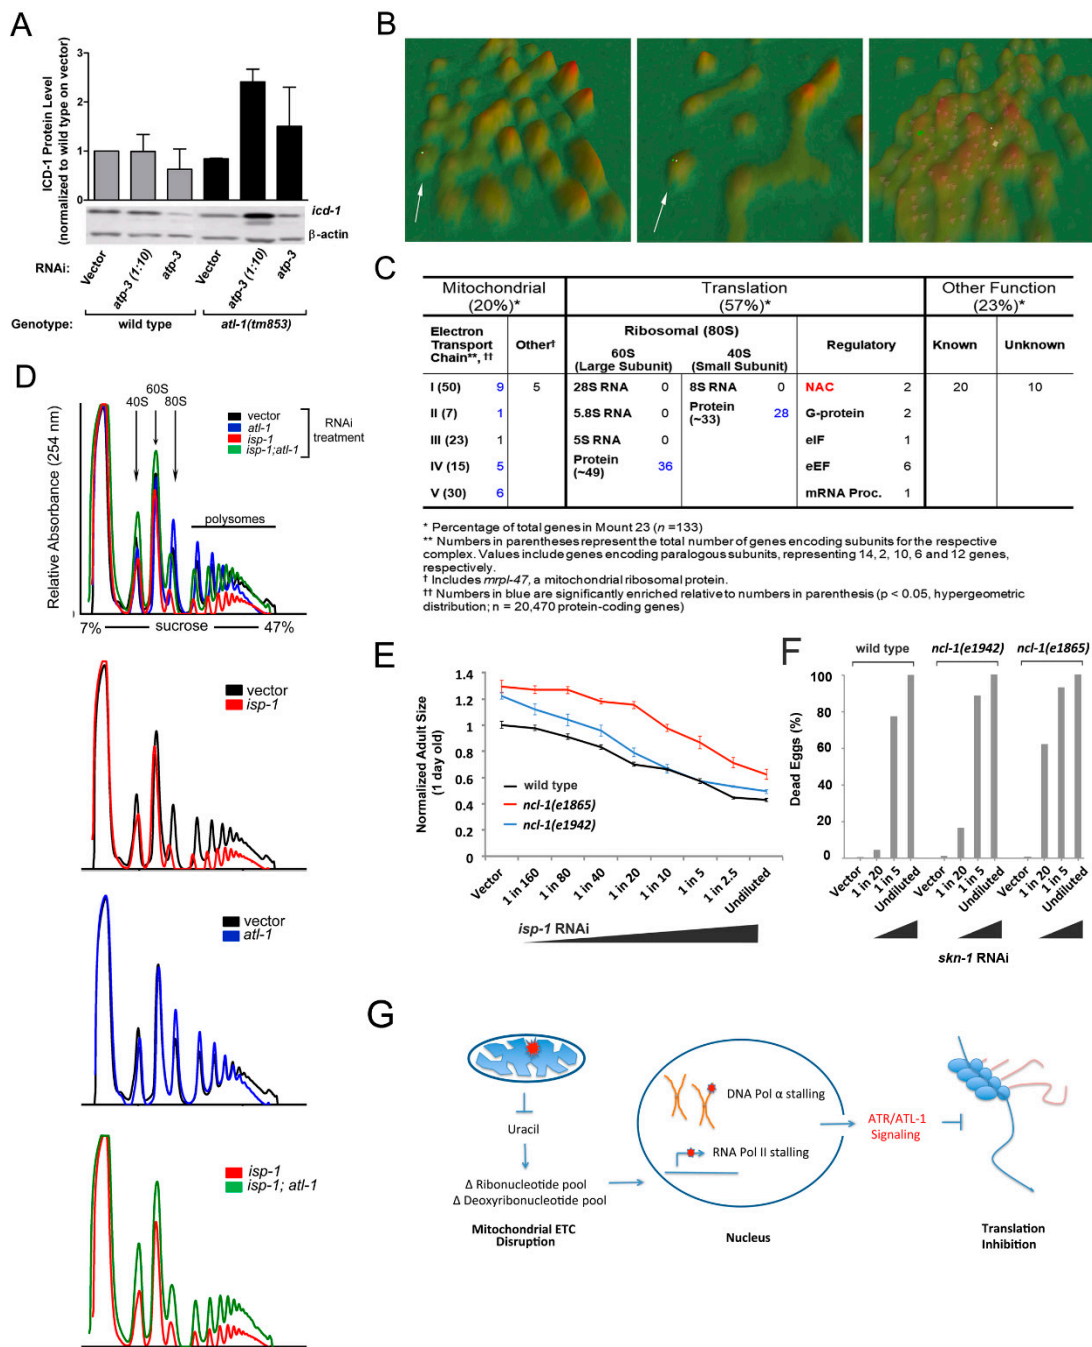 A
ICD-1 Protein Level
(normalized to wild type on vector)
3
2
1
0
icd-1
β-actin
RNAi:
Vector
atp-3 (1:10)
atp-3
Vector
atp-3 (1:10)
atp-3
Genotype:
wild type
atl-1(tm853)
B
C
Mitochondrial
(20%)*
Translation
(57%)*
Other Function
(23%)*
Electron
Transport
Chain**, ††
Other†
Ribosomal (80S)
60S
(Large Subunit)
40S
(Small Subunit)
Regulatory
Known
Unknown
I (50) 9 5 28S RNA 0 8S RNA 0 NAC 2 20 10
II (7) 1 5.8S RNA 0 Protein (~33) 28 G-protein 2
III (23) 1 5S RNA 0 eIF 1
IV (15) 5 Protein (~49) 36 eEF 6
V (30) 6 mRNA Proc. 1
* Percentage of total genes in Mount 23 (n =133)
** Numbers in parentheses represent the total number of genes encoding subunits for the respective
complex. Values include genes encoding paralogous subunits, representing 14, 2, 10, 6 and 12 genes,
respectively.
† Includes mrpl-47, a mitochondrial ribosomal protein.
†† Numbers in blue are significantly enriched relative to numbers in parenthesis (p < 0.05, hypergeometric
distribution; n = 20,470 protein-coding genes)
D
Relative Absorbance (254 nm)
40S
60S
80S
vector
atl-1
isp-1
isp-1;atl-1
RNAi
treatment
polysomes
7%
sucrose
47%
vector
isp-1
vector
atl-1
isp-1
isp-1; atl-1
E
Normalized Adult Size
(1 day old)
1.4
1.2
1
0.8
0.6
0.4
0.2
0
wild type
ncl-1(e1865)
ncl-1(e1942)
Vector
1 in 160
1 in 80
1 in 40
1 in 20
1 in 10
1 in 5
1 in 2.5
Undiluted
isp-1 RNAi
F
wild type
ncl-1(e1942)
ncl-1(e1865)
Dead Eggs (%)
100
80
60
40
20
0
Vector
1 in 20
1 in 5
Undiluted
Vector
1 in 20
1 in 5
Undiluted
Vector
1 in 20
1 in 5
Undiluted
skn-1 RNAi
G
Uracil
Δ Ribonucleotide pool
Δ Deoxyribonucleotide pool
Mitochondrial ETC
Disruption
DNA Pol α stalling
RNA Pol II stalling
Nucleus
ATR/ATL-1
Signaling
Translation
Inhibition